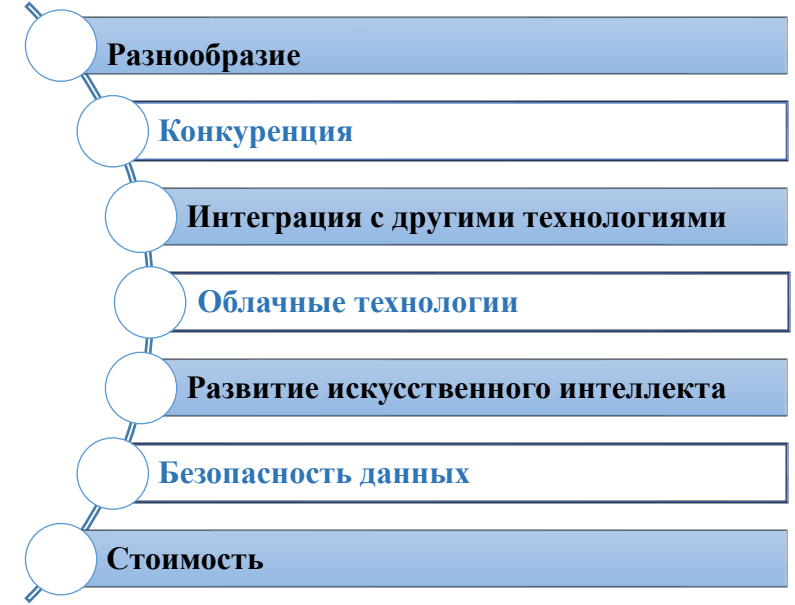 Разнообразие
Конкуренция
Интеграция с другими технологиями
Облачные технологии
Развитие искусственного интеллекта
Безопасность данных
Стоимость